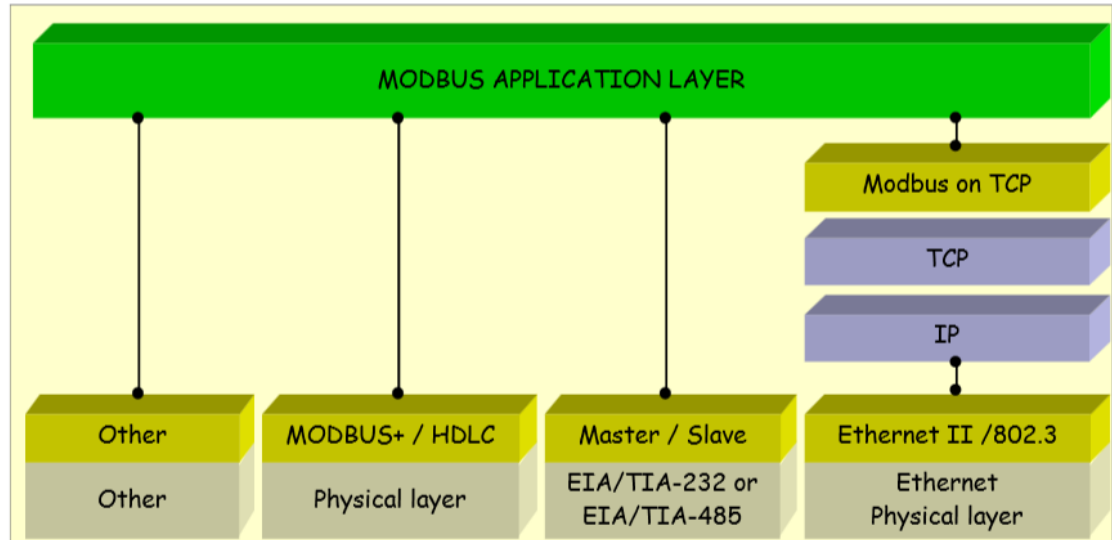 MODBUS APPLICATION LAYER
Modbus on TCP
TCP
IP
Other
MODBUS+ / HDLC
Master / Slave
Ethernet II /802.3
Other
Physical layer
EIA/TIA-232 or
EIA/TIA-485
Ethernet
Physical layer